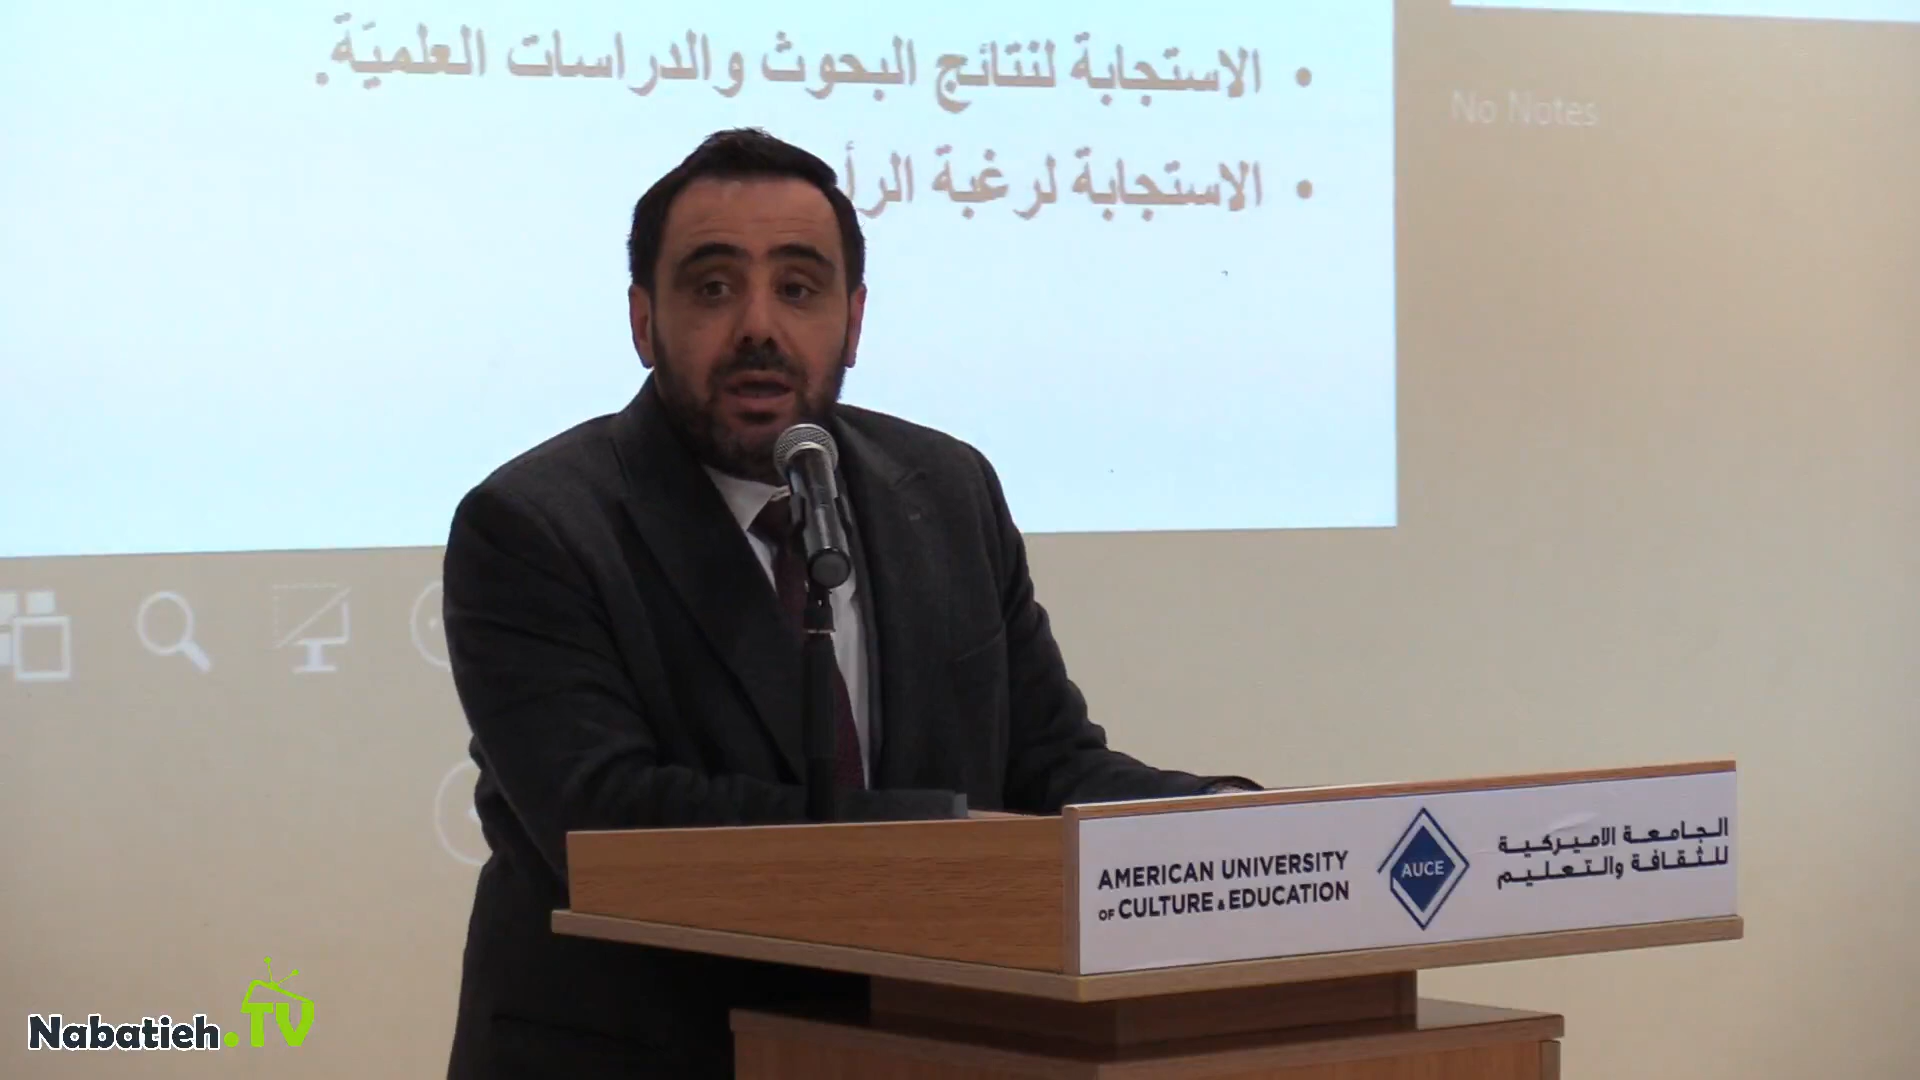 • الاستجابة لنتائج البحوث والدراسات العلميّة.
No Notes
• الاستجابة لرغبة الرأ
AMERICAN UNIVERSITY
OF CULTURE & EDUCATION
AUCE
الجامعة الاميركية
للثقافة والتعليم
Nabatieh.TV